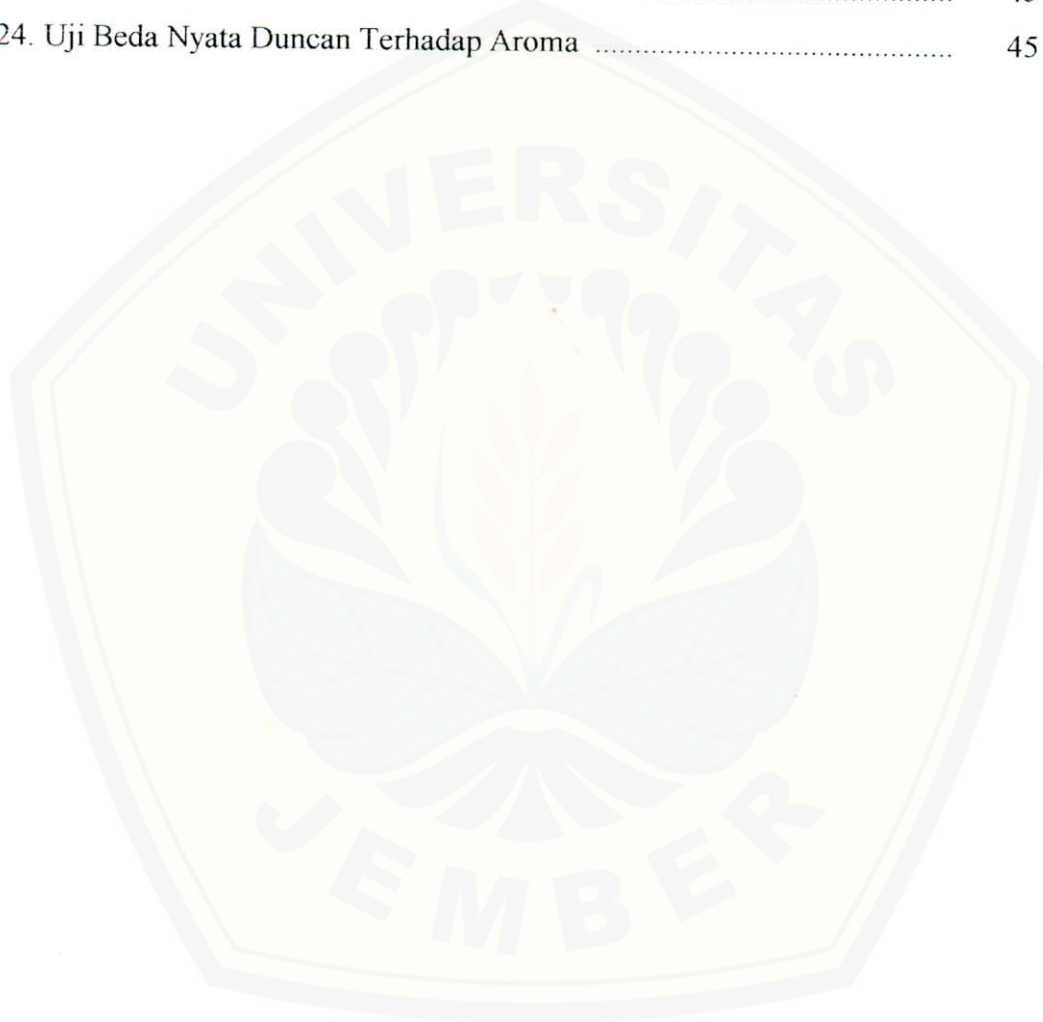 24. Uji Beda Nyata Duncan Terhadap Aroma ............................................. 45
UNIVERSITAS
JEMBER